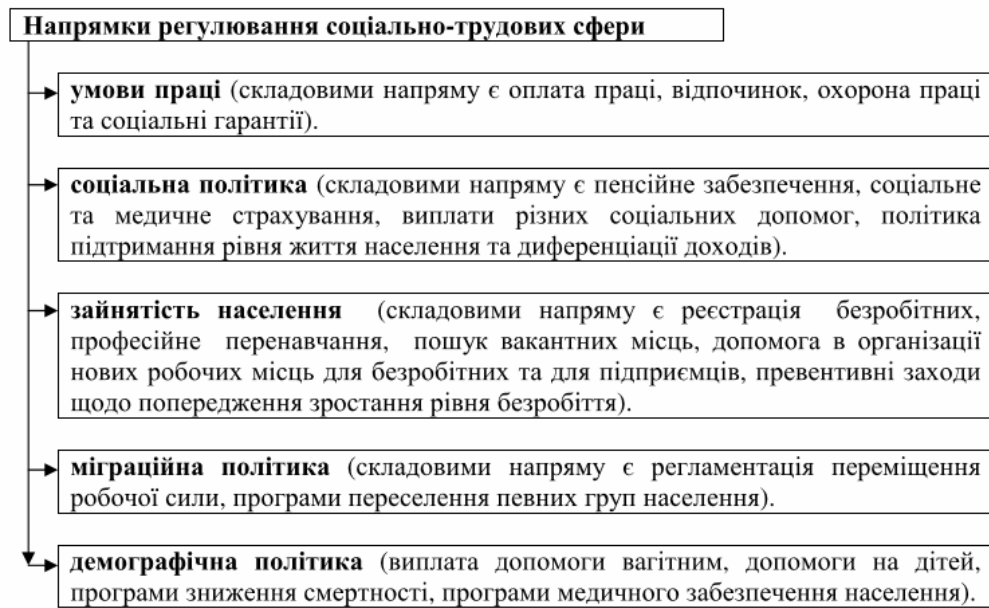 Напрямки регулювання соціально-трудових сфери
умови праці (складовими напряму є оплата праці, відпочинок, охорона праці
та соціальні гарантії).
соціальна політика (складовими напряму є пенсійне забезпечення, соціальне
та медичне страхування, виплати різних соціальних допомог, політика
підтримання рівня життя населення та диференціації доходів).
зайнятість населення (складовими напряму є реєстрація безробітних,
професійне перенавчання, пошук вакантних місць, допомога в організації
нових робочих місць для безробітних та для підприємців, превентивні заходи
щодо попередження зростання рівня безробіття).
міграційна політика (складовими напряму є регламентація переміщення
робочої сили, програми переселення певних груп населення).
демографічна політика (виплата допомоги вагітним, допомоги на дітей,
програми зниження смертності, програми медичного забезпечення населення).